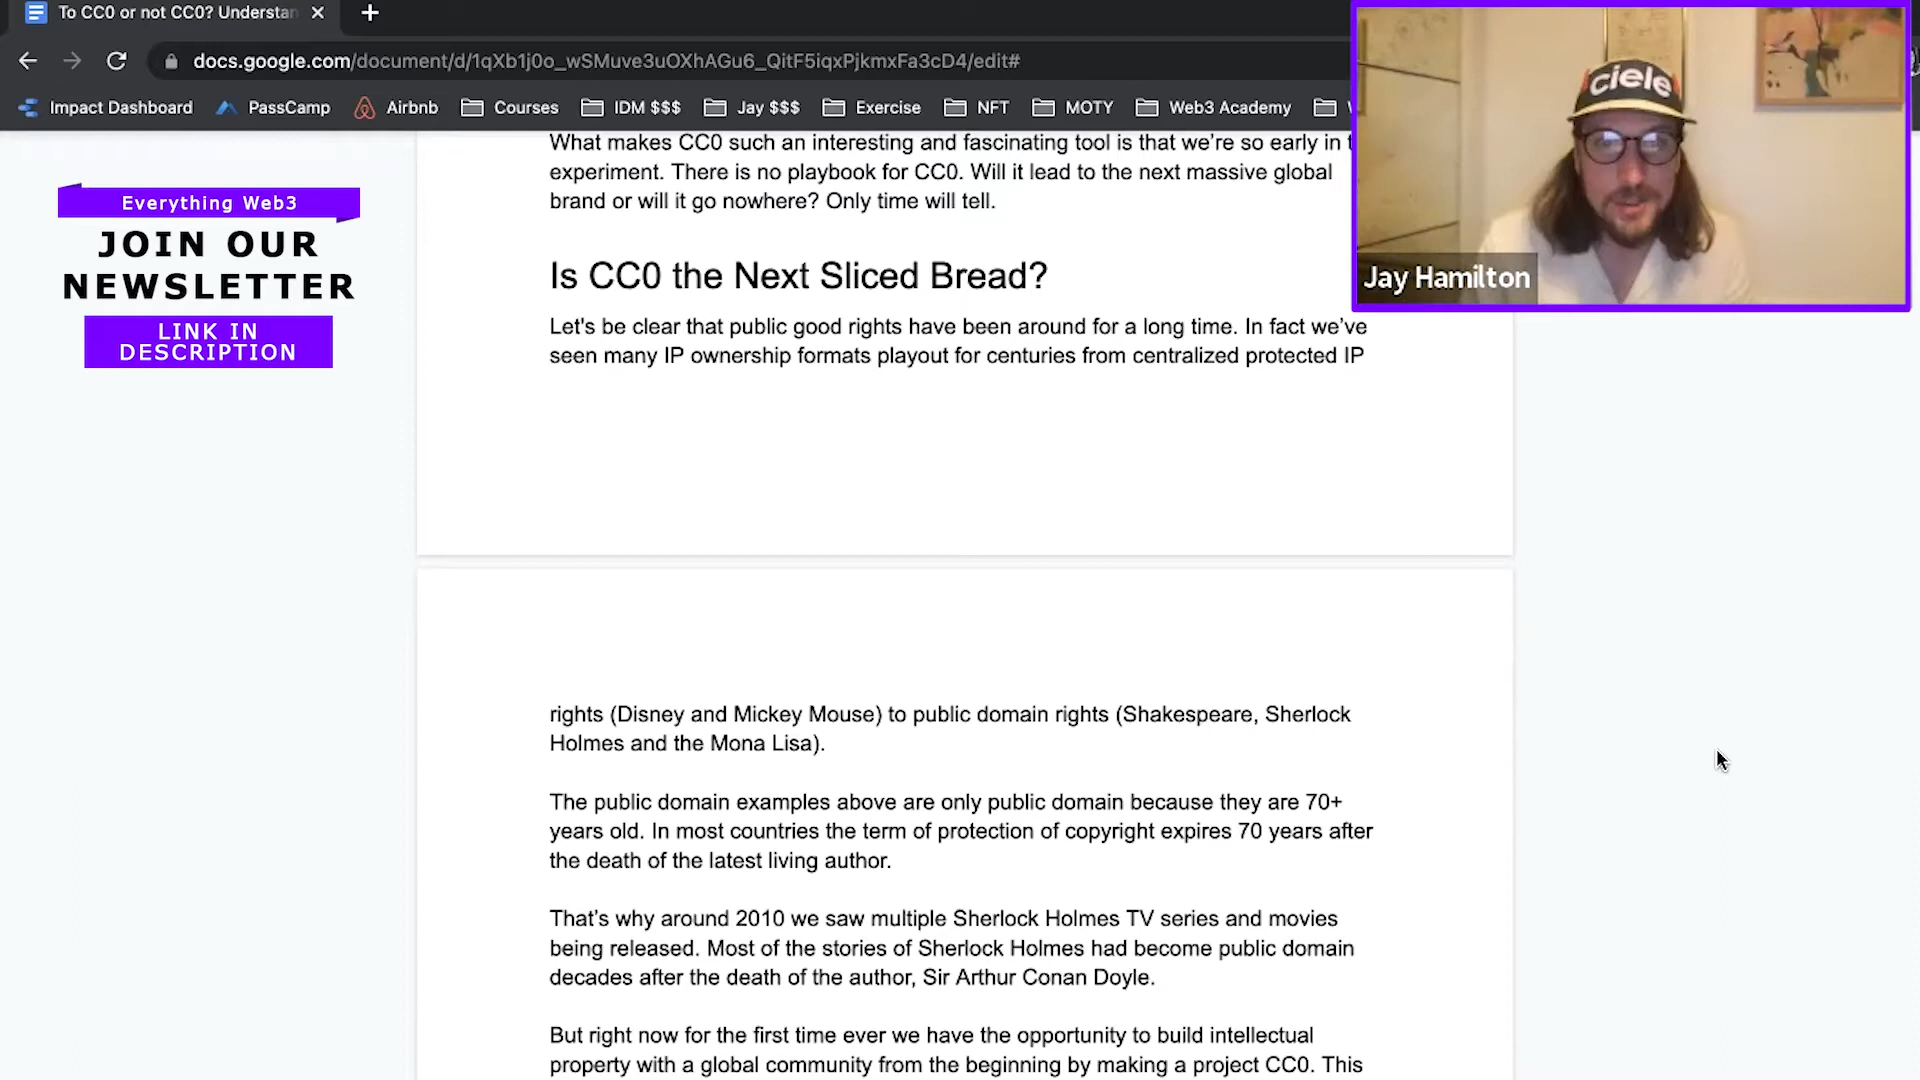 To CC0 or not CC0? Understan
docs.google.com/document/d/1qXb1j0o_wSMuve3uOXhAGu6_QitF5iqxPjkmxFa3cD4/edit#
Impact Dashboard PassCamp Airbnb Courses IDM $$$ Jay $$$ Exercise NFT MOTY Web3 Academy
ciele
Jay Hamilton
Everything Web3
JOIN OUR
NEWSLETTER
LINK IN
DESCRIPTION
What makes CC0 such an interesting and fascinating tool is that we’re so early in
experiment. There is no playbook for CC0. Will it lead to the next massive global
brand or will it go nowhere? Only time will tell.
Is CC0 the Next Sliced Bread?
Let's be clear that public good rights have been around for a long time. In fact we’ve
seen many IP ownership formats playout for centuries from centralized protected IP
rights (Disney and Mickey Mouse) to public domain rights (Shakespeare, Sherlock
Holmes and the Mona Lisa).
The public domain examples above are only public domain because they are 70+
years old. In most countries the term of protection of copyright expires 70 years after
the death of the latest living author.
That’s why around 2010 we saw multiple Sherlock Holmes TV series and movies
being released. Most of the stories of Sherlock Holmes had become public domain
decades after the death of the author, Sir Arthur Conan Doyle.
But right now for the first time ever we have the opportunity to build intellectual
property with a global community from the beginning by making a project CC0. This